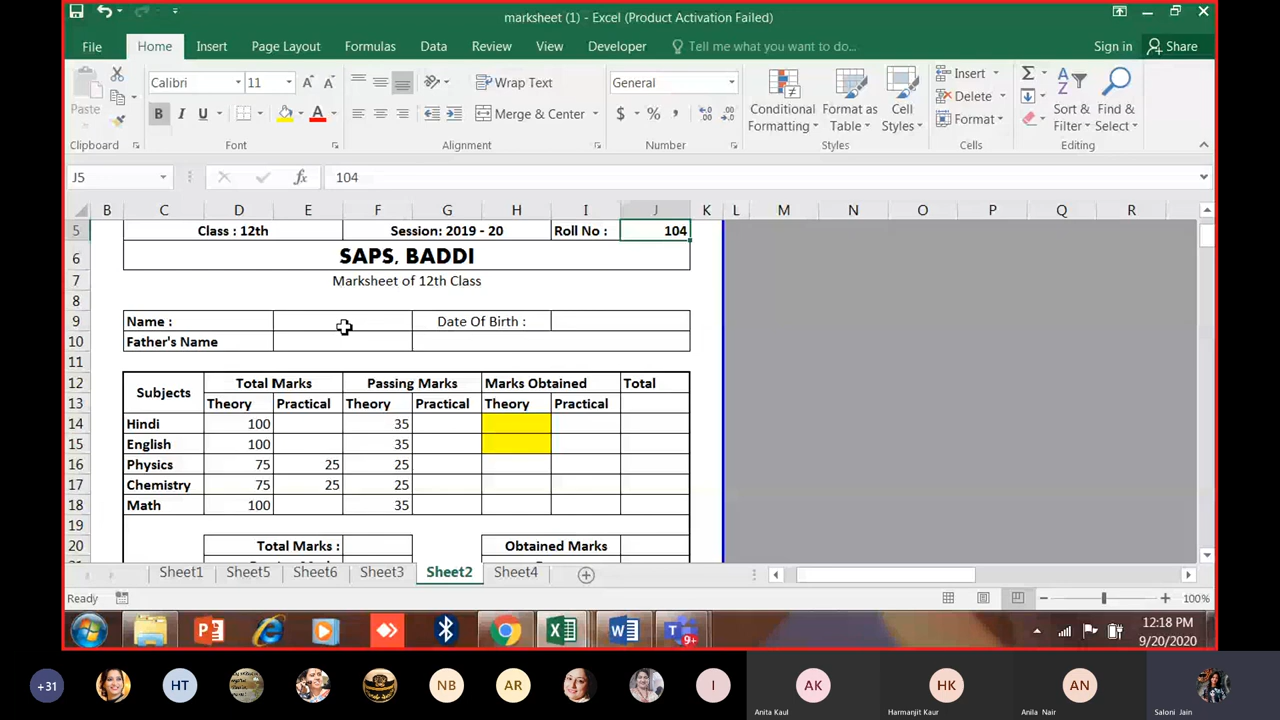 marksheet (1) - Excel (Product Activation Failed)
File Home Insert Page Layout Formulas Data Review View Developer Tell me what you want to do... Sign in Share
Paste Calibri 11 Wrap Text General Conditional Formatting Format as Table Cell Styles Insert Sort & Filter Find & Select
B I U A Merge & Center $ % , Delete
Format
Clipboard Font Alignment Number Styles Cells Editing
J5 fx 104
B C D E F G H I J K L M N O P Q R
5 Class : 12th Session: 2019 - 20 Roll No : 104
6 SAPS, BADDI
7 Marksheet of 12th Class
8
9 Name : Date Of Birth :
10 Father's Name
11
12 Subjects Total Marks Passing Marks Marks Obtained Total
13 Theory Practical Theory Practical Theory Practical
14 Hindi 100 35
15 English 100 35
16 Physics 75 25 25
17 Chemistry 75 25 25
18 Math 100 35
19
20 Total Marks : Obtained Marks
Sheet1 Sheet5 Sheet6 Sheet3 Sheet2 Sheet4
Ready 100%
12:18 PM
9/20/2020
9+
+31 HT NB AR I AK HK AN
Anita Kaul Harmanjit Kaur Anila Nair Saloni Jain